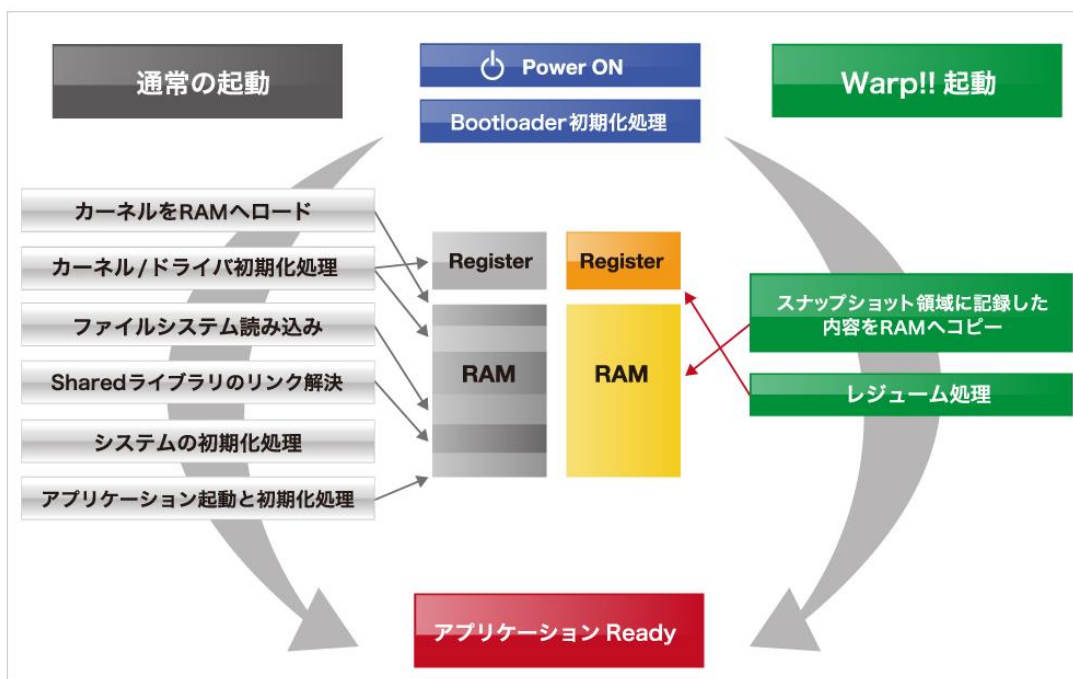 通常の起動
Power ON
Bootloader初期化処理
Warp!! 起動
カーネルをRAMへロード
カーネル/ドライバ初期化処理
ファイルシステム読み込み
Sharedライブラリのリンク解決
システムの初期化処理
アプリケーション起動と初期化処理
Register
RAM
Register
RAM
スナップショット領域に記録した
内容をRAMへコピー
レジューム処理
アプリケーション Ready